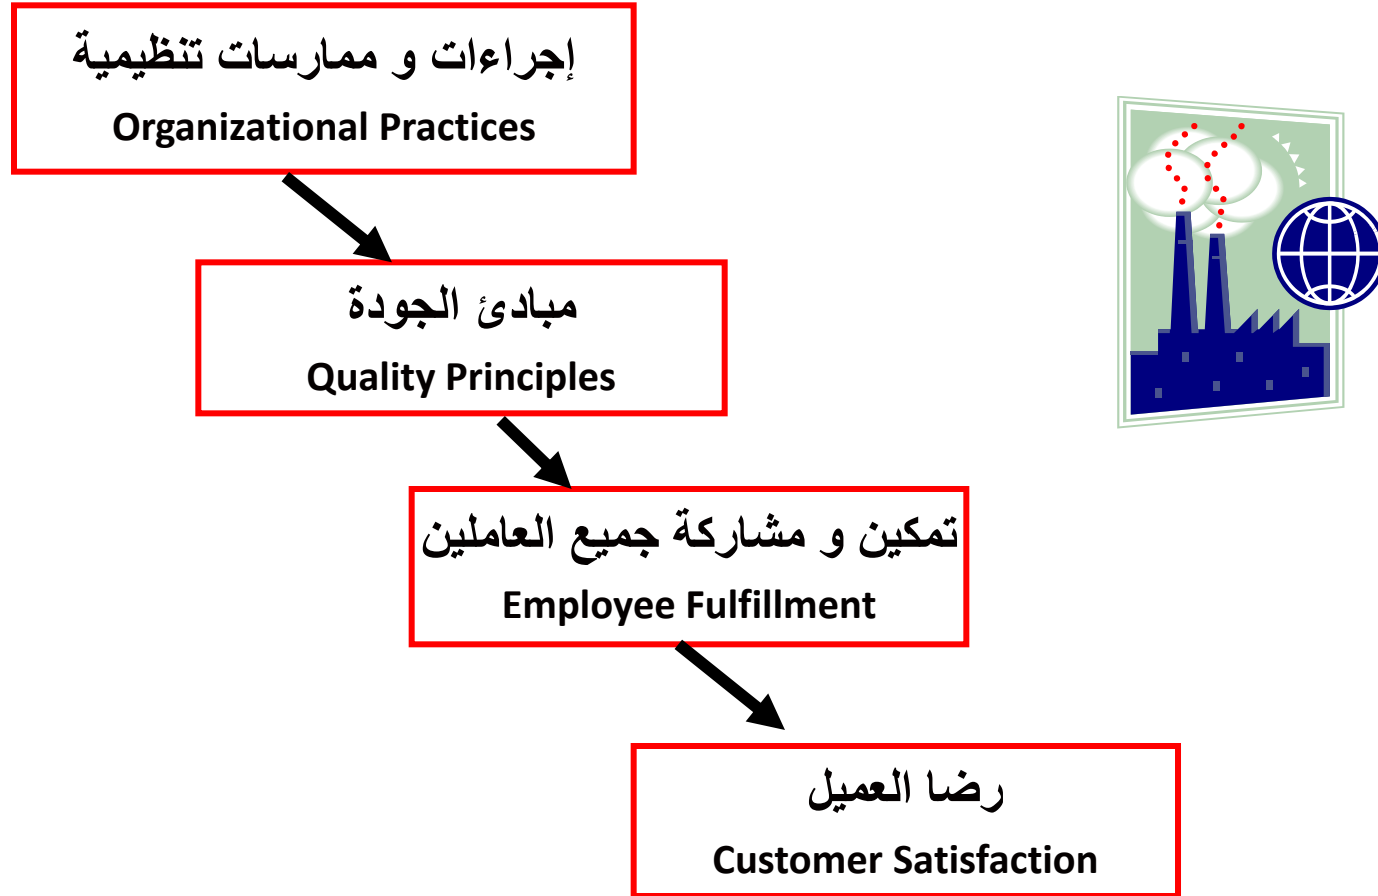 إجراءات و ممارسات تنظيمية
Organizational Practices
مبادئ الجودة
Quality Principles
تمكين و مشاركة جميع العاملين
Employee Fulfillment
رضا العميل
Customer Satisfaction